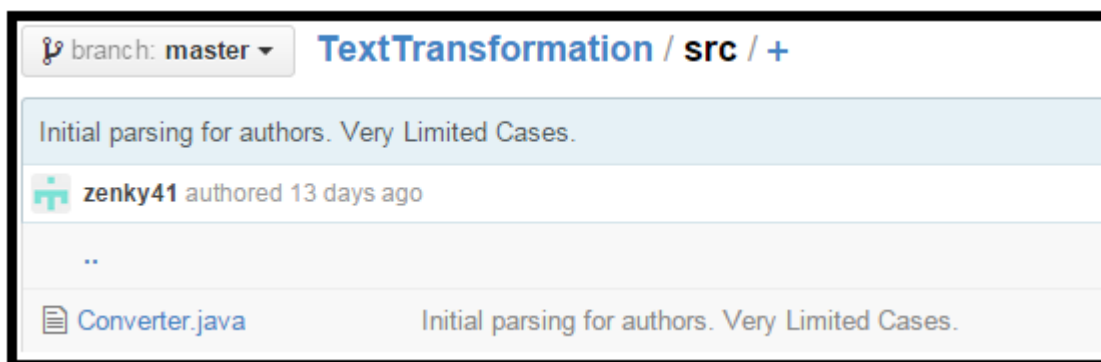 branch: master TextTransformation / src / +
Initial parsing for authors. Very Limited Cases.
zenky41 authored 13 days ago
..
Converter.java Initial parsing for authors. Very Limited Cases.